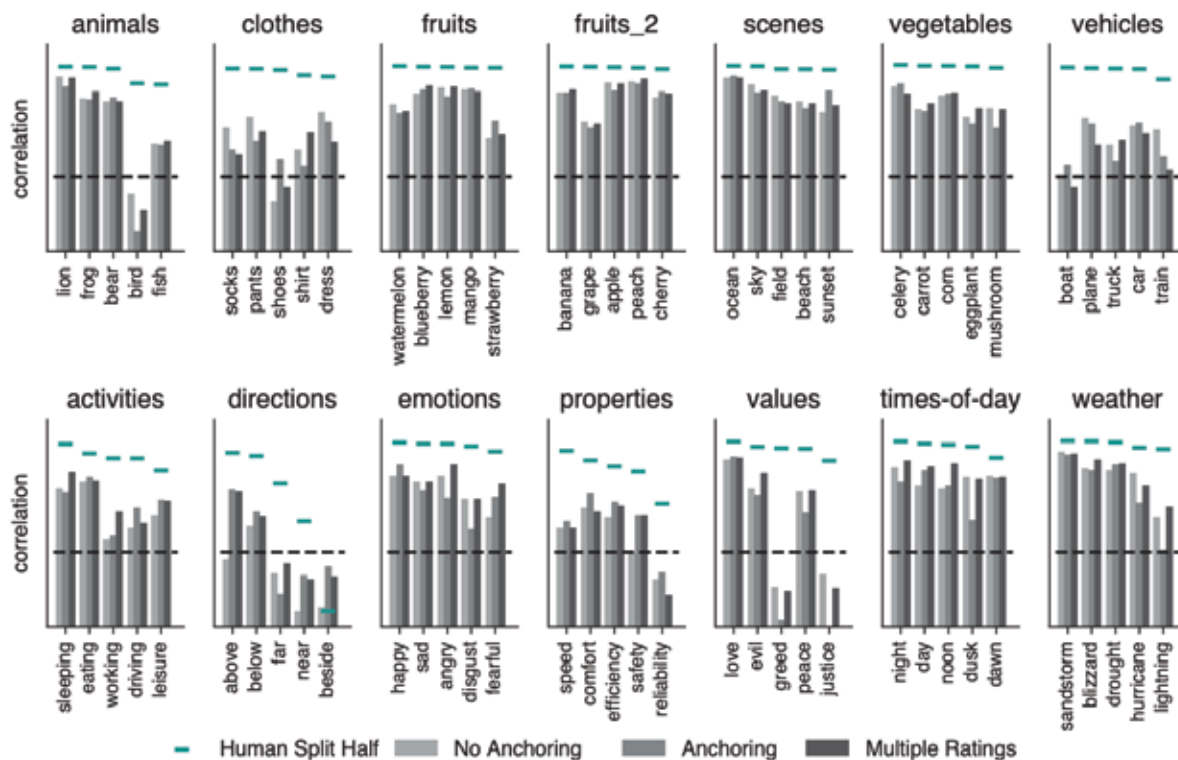 animals clothes fruits fruits_2 scenes vegetables vehicles
correlation
lion frog bear bird fish socks pants shoes shirt dress watermelon blueberry lemon mango strawberry banana grape apple peach cherry ocean sky field beach sunset celery carrot corn eggplant mushroom boat plane truck car train
activities directions emotions properties values times-of-day weather
correlation
sleeping eating working driving leisure above below far near beside happy sad angry disgust fearful speed comfort efficiency safety reliability love evil greed peace justice night day noon dusk dawn sandstorm blizzard drought hurricane lightning
Human Split Half No Anchoring Anchoring Multiple Ratings